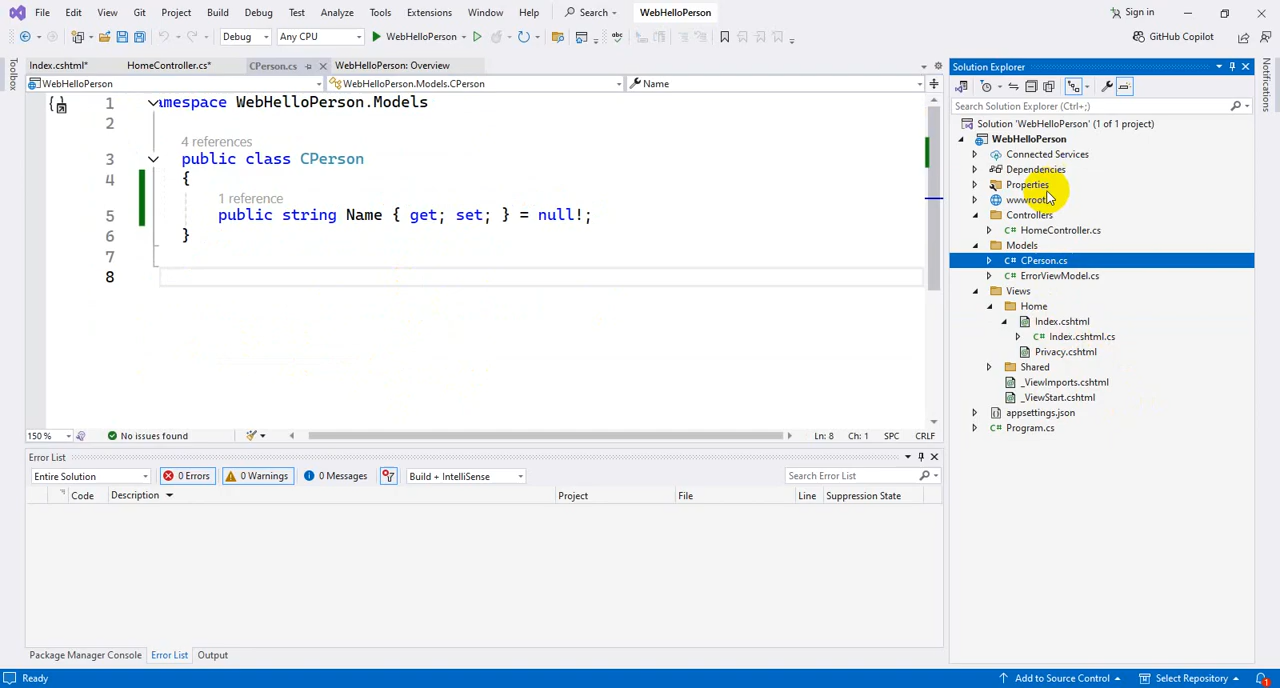 File Edit View Git Project Build Debug Test Analyze Tools Extensions Window Help Search WebHelloPerson Sign in
Debug Any CPU WebHelloPerson GitHub Copilot
Toolbox
Index.cshtml* HomeController.cs* CPerson.cs WebHelloPerson: Overview
WebHelloPerson WebHelloPerson.Models.CPerson Name
1 amespace WebHelloPerson.Models
2
4 references
3 public class CPerson
4 {
1 reference
5 public string Name { get; set; } = null!;
6 }
7
8
150 % No issues found Ln: 8 Ch: 1 SPC CRLF
Error List
Entire Solution 0 Errors 0 Warnings 0 Messages Build + IntelliSense Search Error List
Code Description Project File Line Suppression State
Package Manager Console Error List Output
Solution Explorer
Search Solution Explorer (Ctrl+;)
Solution 'WebHelloPerson' (1 of 1 project)
WebHelloPerson
Connected Services
Dependencies
Properties
wwwroot
Controllers
C# HomeController.cs
Models
C# CPerson.cs
C# ErrorViewModel.cs
Views
Home
Index.cshtml
C# Index.cshtml.cs
Privacy.cshtml
Shared
_ViewImports.cshtml
_ViewStart.cshtml
appsettings.json
C# Program.cs
Notifications
Ready Add to Source Control Select Repository 1